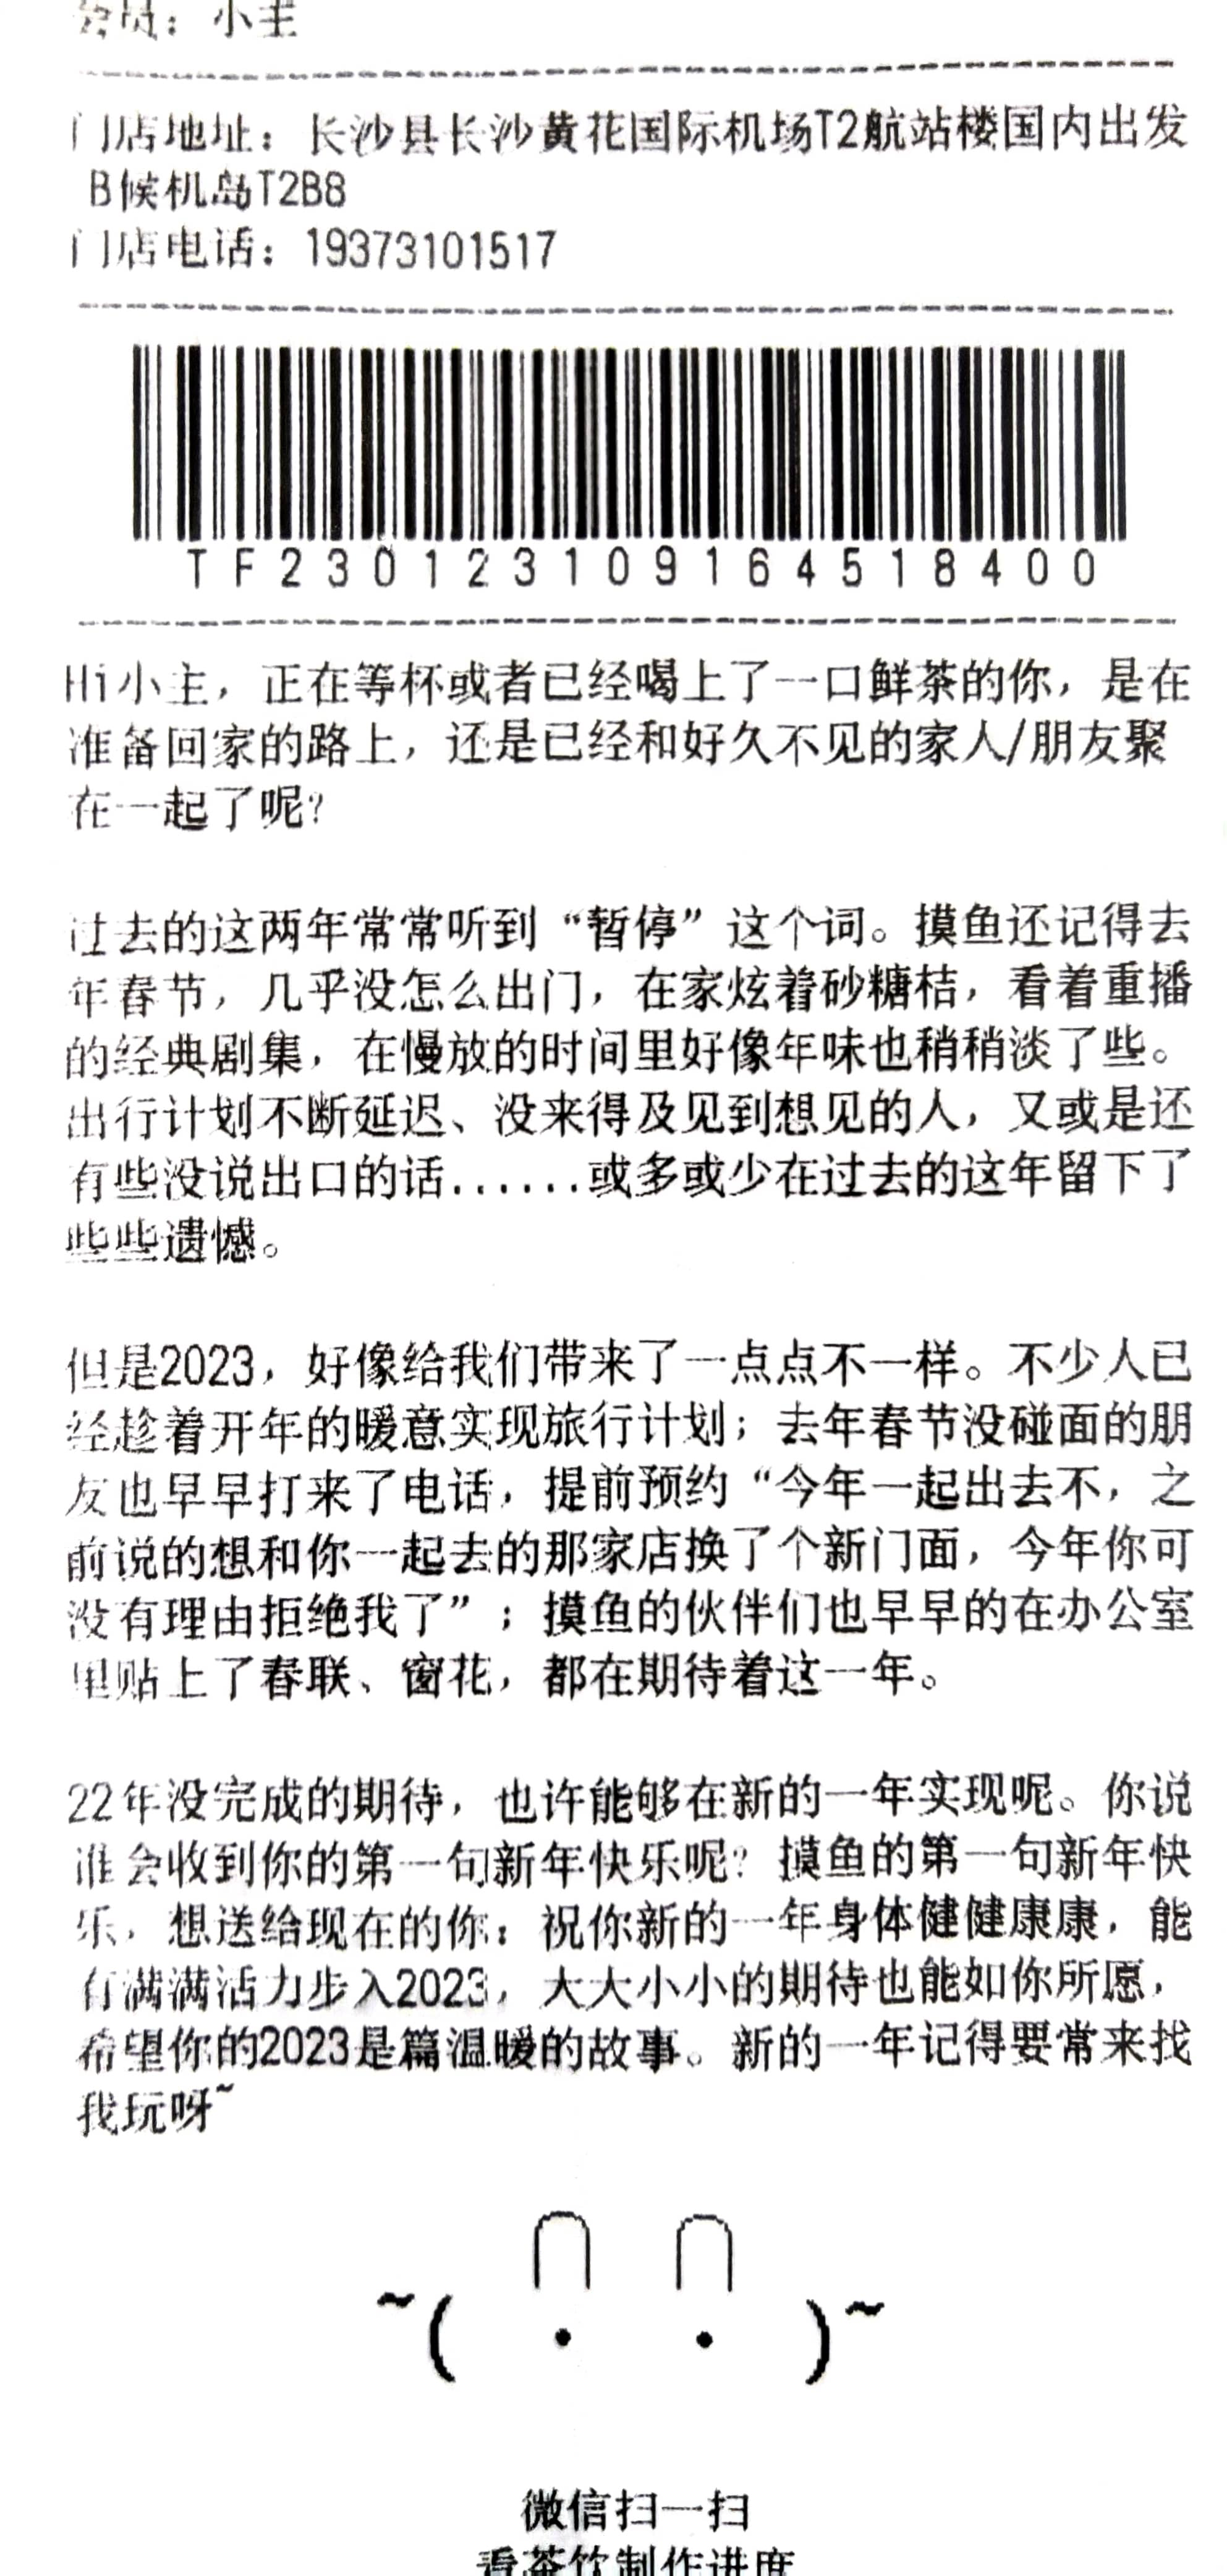 会员：小主
门店地址：长沙县长沙黄花国际机场T2航站楼国内出发
B候机岛T2B8
门店电话：19373101517
TF230123109164518400
Hi小主，正在等杯或者已经喝上了一口鲜茶的你，是在
准备回家的路上，还是已经和好久不见的家人/朋友聚
在一起了呢？
过去的这两年常常听到“暂停”这个词。摸鱼还记得去
年春节，几乎没怎么出门，在家炫着砂糖桔，看着重播
的经典剧集，在慢放的时间里好像年味也稍稍淡了些。
出行计划不断延迟、没来得及见到想见的人，又或是还
有些没说出口的话......或多或少在过去的这年留下了
些些遗憾。
但是2023，好像给我们带来了一点点不一样。不少人已
经趁着开年的暖意实现旅行计划；去年春节没碰面的朋
友也早早打来了电话，提前预约“今年一起出去不，之
前说的想和你一起去的那家店换了个新门面，今年你可
没有理由拒绝我了”；摸鱼的伙伴们也早早的在办公室
里贴上了春联、窗花，都在期待着这一年。
22年没完成的期待，也许能够在新的一年实现呢。你说
谁会收到你的第一句新年快乐呢？摸鱼的第一句新年快
乐，想送给现在的你：祝你新的一年身体健健康康，能
有满满活力步入2023，大大小小的期待也能如你所愿，
希望你的2023是篇温暖的故事。新的一年记得要常来找
我玩呀~
~( · · )~
微信扫一扫
看茶饮制作进度